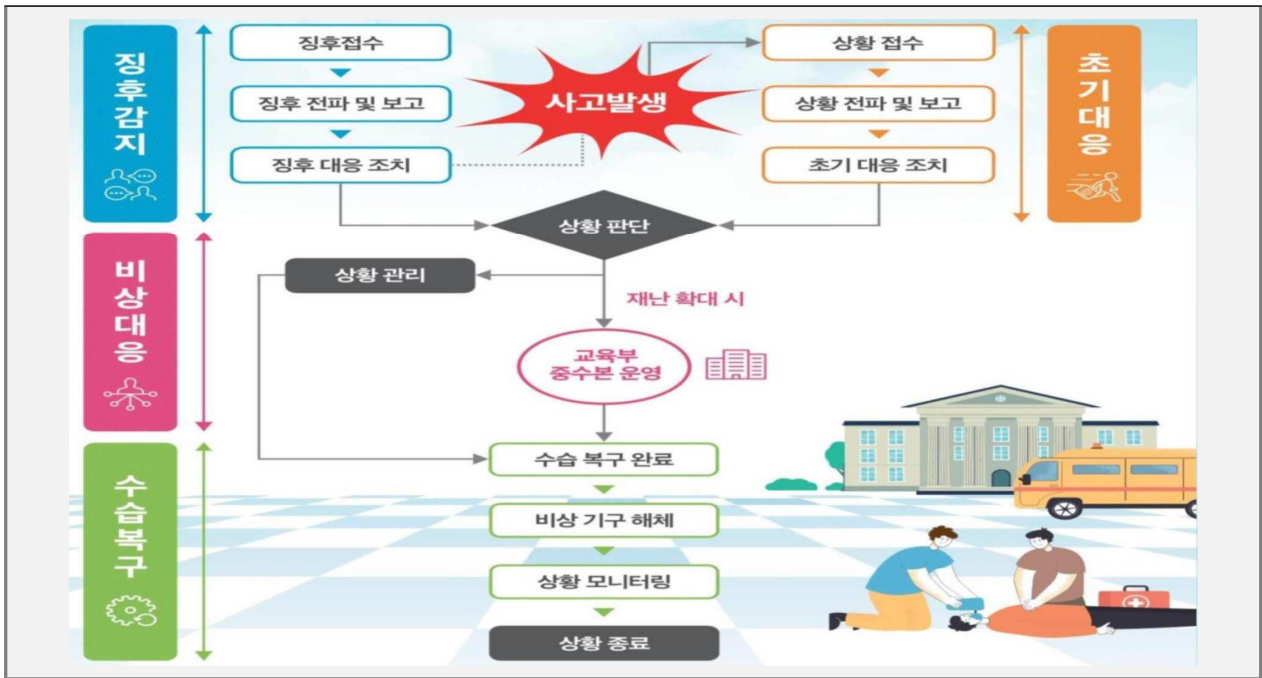 징후감지
징후접수
징후 전파 및 보고
징후 대응 조치
사고발생
상황 접수
상황 전파 및 보고
초기 대응 조치
초기대응
상황 판단
비상대응
상황 관리
재난 확대 시
교육부
중수본 운영
수습복구
수습 복구 완료
비상 기구 해체
상황 모니터링
상황 종료